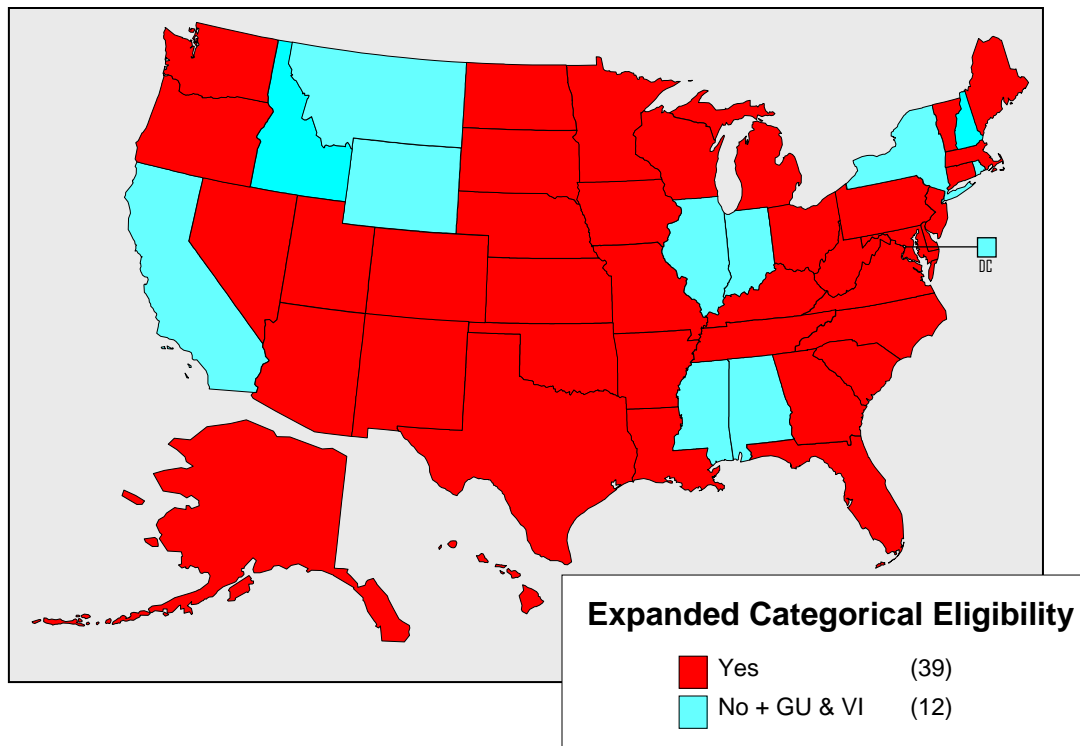 DC
Expanded Categorical Eligibility
Yes (39)
No + GU & VI (12)